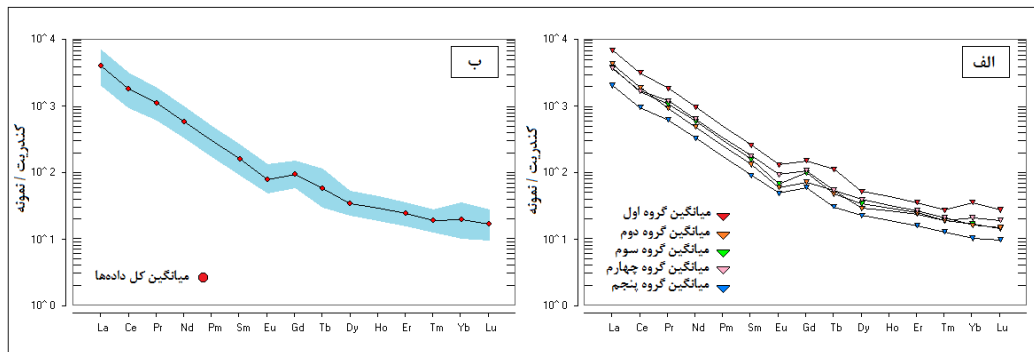 الف
کندریت / نمونه
10^4
10^3
10^2
10^1
10^0
میانگین گروه اول
میانگین گروه دوم
میانگین گروه سوم
میانگین گروه چهارم
میانگین گروه پنجم
La Ce Pr Nd Pm Sm Eu Gd Tb Dy Ho Er Tm Yb Lu
ب
کندریت / نمونه
10^4
10^3
10^2
10^1
10^0
میانگین کل داده‌ها
La Ce Pr Nd Pm Sm Eu Gd Tb Dy Ho Er Tm Yb Lu